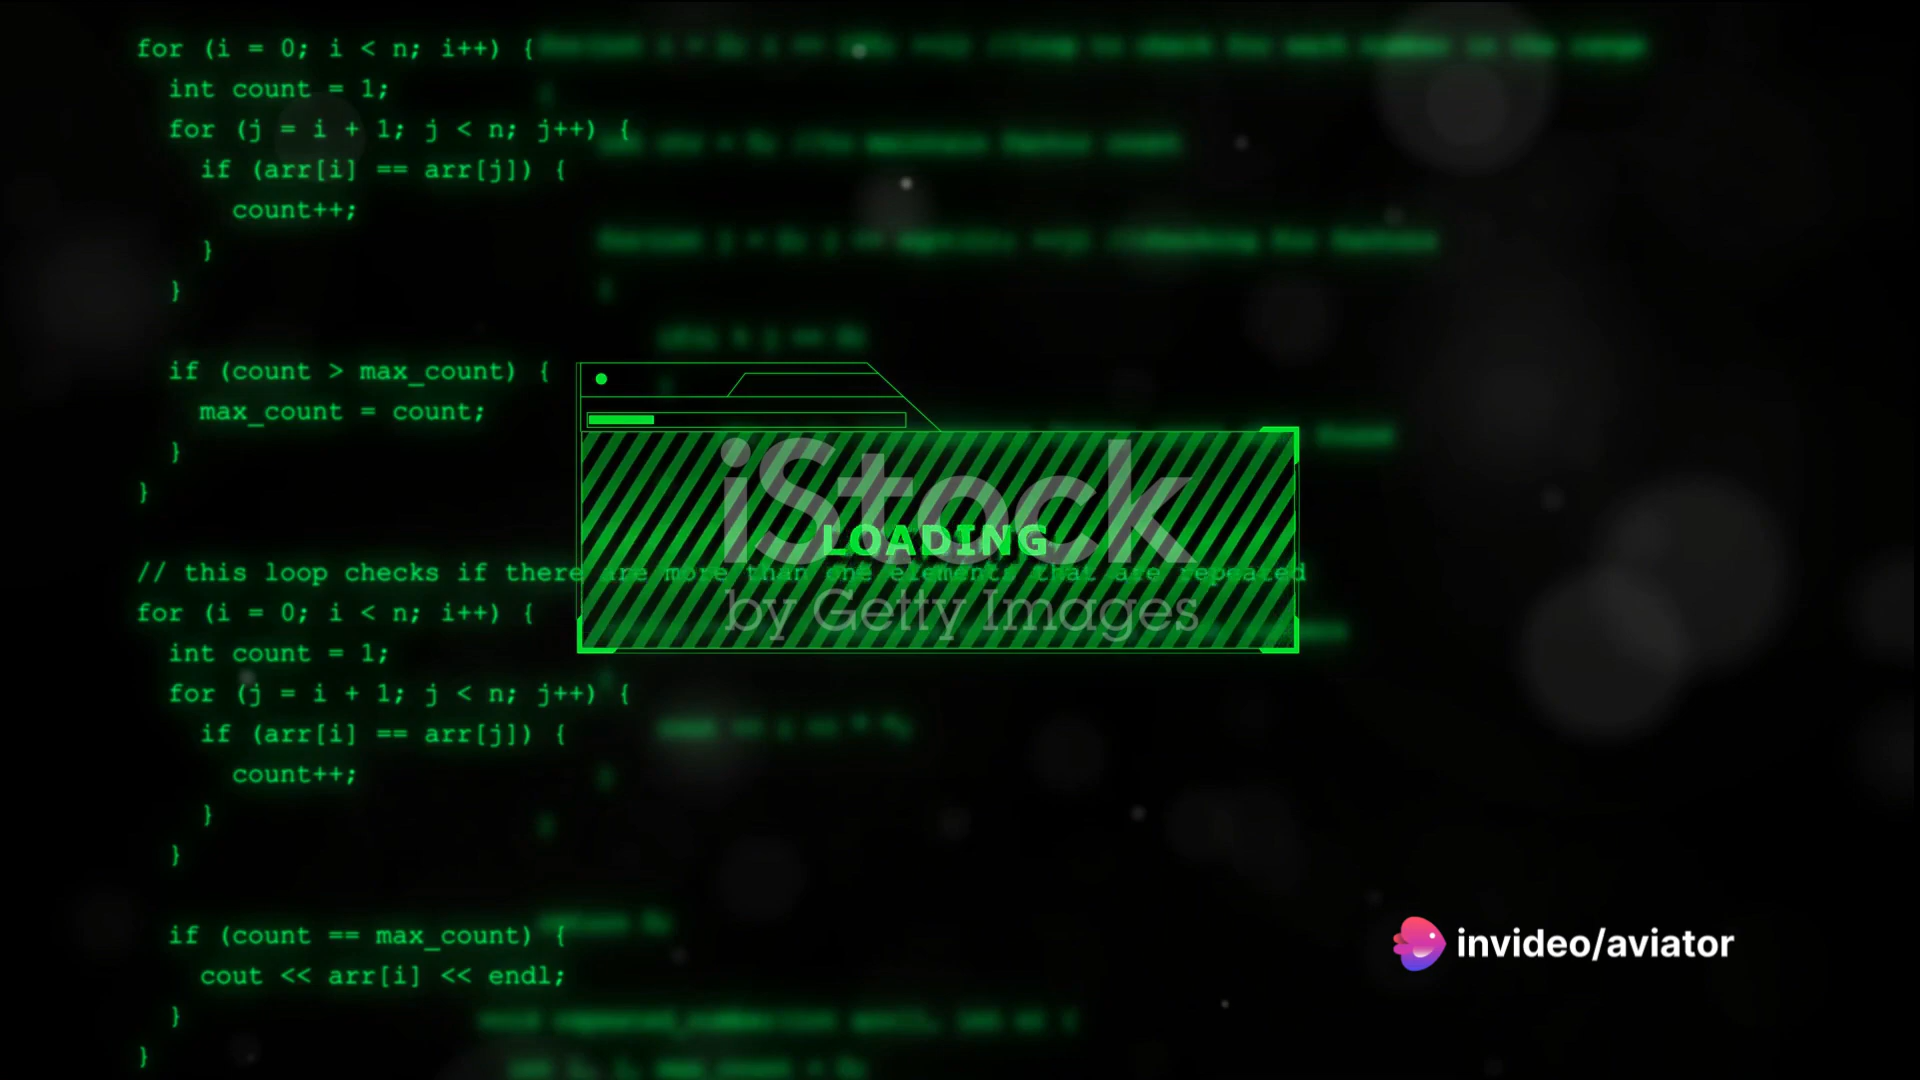 for (i = 0; i < n; i++) {
int count = 1;
for (j = i + 1; j < n; j++) {
if (arr[i] == arr[j]) {
count++;
}
}
if (count > max_count) {
max_count = count;
}
}
iStock
LOADING
// this loop checks if there are more than one elements that are repeated
by Getty Images
for (i = 0; i < n; i++) {
int count = 1;
for (j = i + 1; j < n; j++) {
if (arr[i] == arr[j]) {
count++;
}
}
if (count == max_count) {
cout << arr[i] << endl;
}
}
invideo/aviator